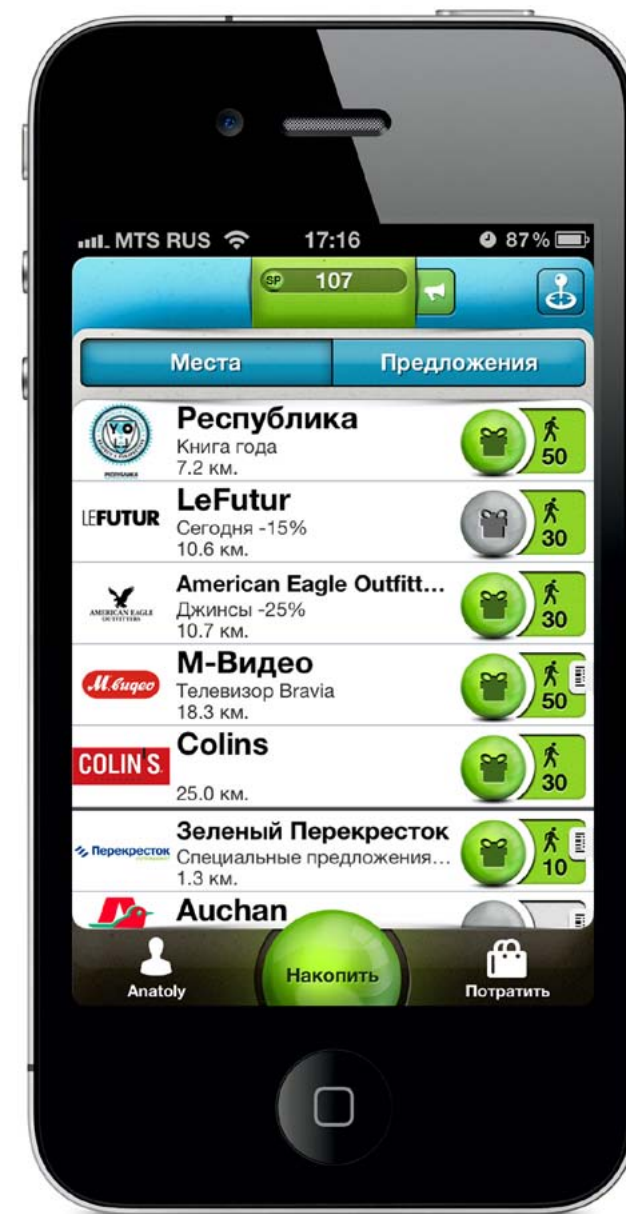 MTS RUS 17:16 87%
SP 107
Места Предложения
Республика
Книга года
7.2 км.
50
LEFUTUR
LeFutur
Сегодня -15%
10.6 км.
30
AMERICAN EAGLE
OUTFITTERS
American Eagle Outfitt...
Джинсы -25%
10.7 км.
30
М.видео
М-Видео
Телевизор Bravia
18.3 км.
50
COLIN'S
Colins
25.0 км.
30
Перекресток
Зеленый Перекресток
Специальные предложения...
1.3 км.
10
Auchan
Anatoly Накопить Потратить